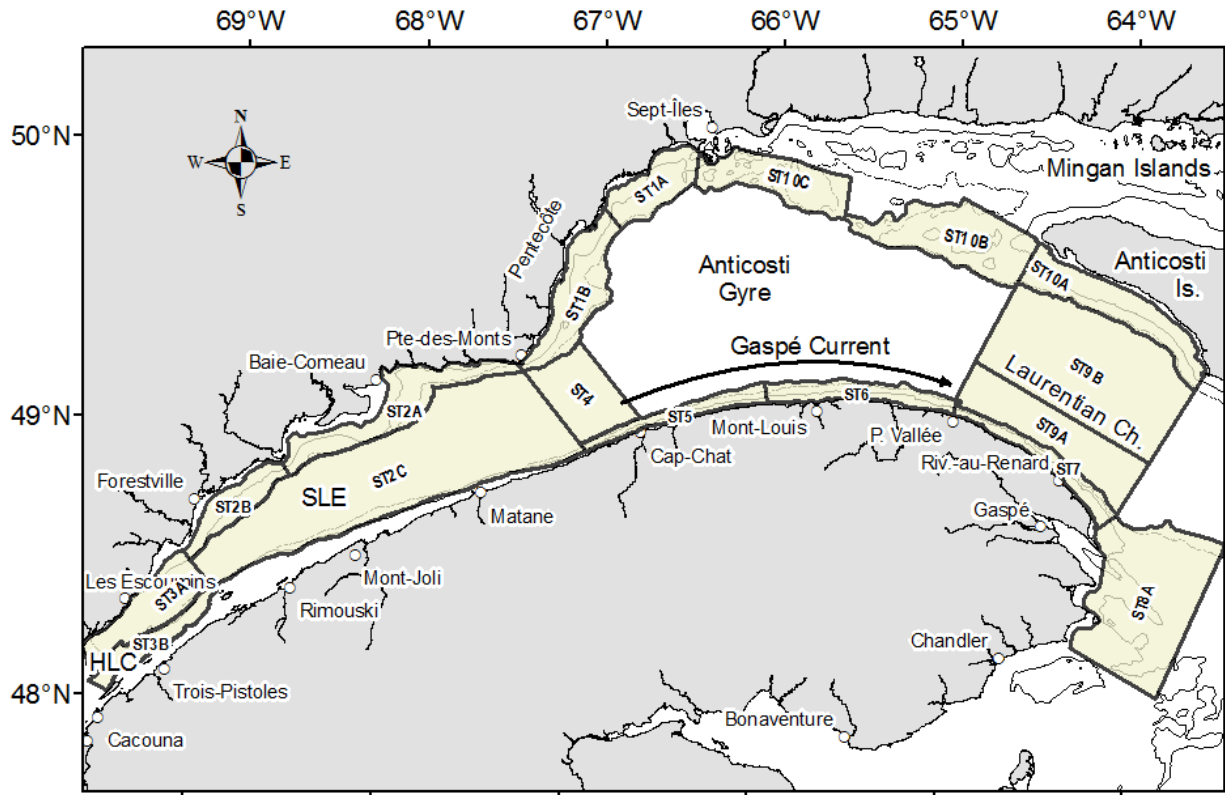 69°W
68°W
67°W
66°W
65°W
64°W
50°N
49°N
48°N
N
W
E
S
Sept-Îles
Mingan Islands
ST1A
ST10C
ST10B
ST10A
Pentecôte
Anticosti
Gyre
Anticosti
Is.
ST1B
Pte-des-Monts
Gaspé Current
Baie-Comeau
ST9B
Laurentian Ch.
ST4
ST2A
ST5
ST6
Mont-Louis
P. Vallée
ST9A
Cap-Chat
Riv.-au-Renard
ST7
ST2C
Forestville
SLE
ST2B
Matane
Gaspé
Les Escoumins
ST3A
Mont-Joli
Rimouski
ST8A
ST3B
HLC
Trois-Pistoles
Chandler
Cacouna
Bonaventure